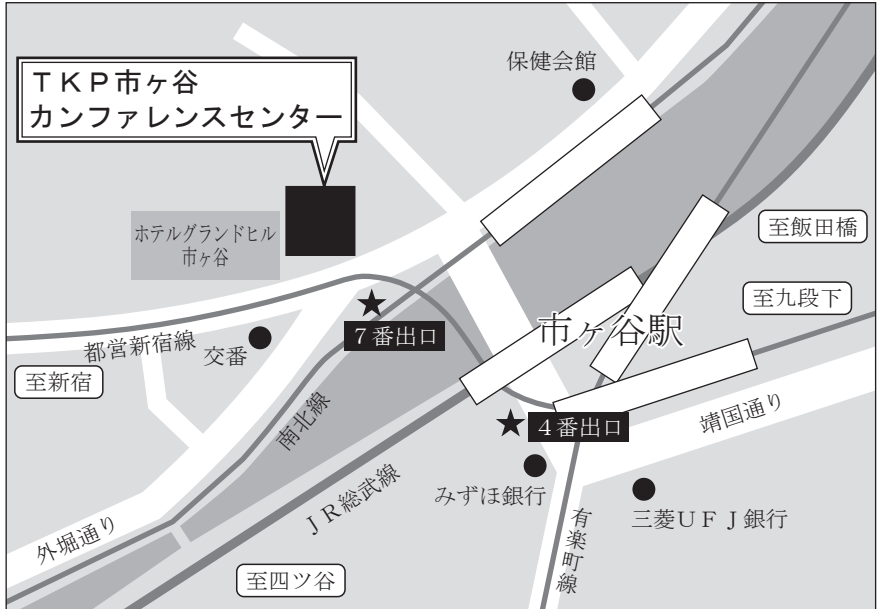 保健会館
ＴＫＰ市ヶ谷
カンファレンスセンター
ホテルグランドヒル
市ヶ谷
至飯田橋
至九段下
市ヶ谷駅
７番出口
都営新宿線
交番
至新宿
南北線
４番出口
靖国通り
みずほ銀行
三菱ＵＦＪ銀行
ＪＲ総武線
有楽町線
外堀通り
至四ツ谷